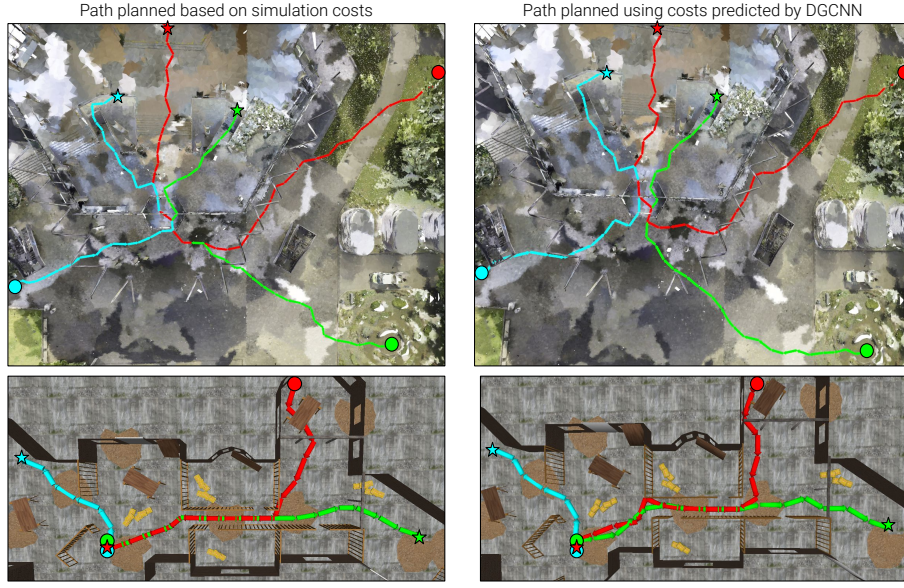 Path planned based on simulation costs
Path planned using costs predicted by DGCNN